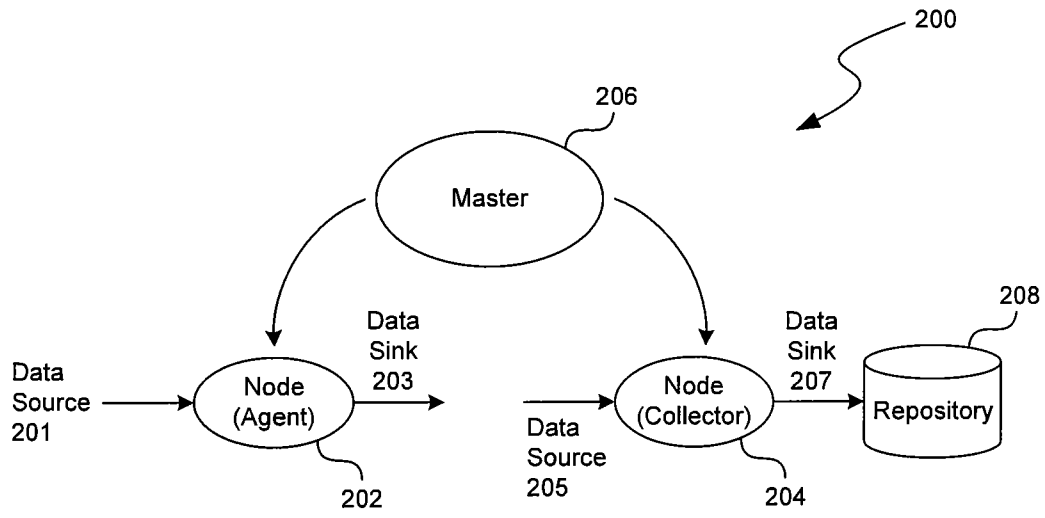 200
206
Master
208
Data
Sink
203
Data
Sink
207
Data
Source
201
Node
(Agent)
Node
(Collector)
Repository
Data
Source
205
202
204